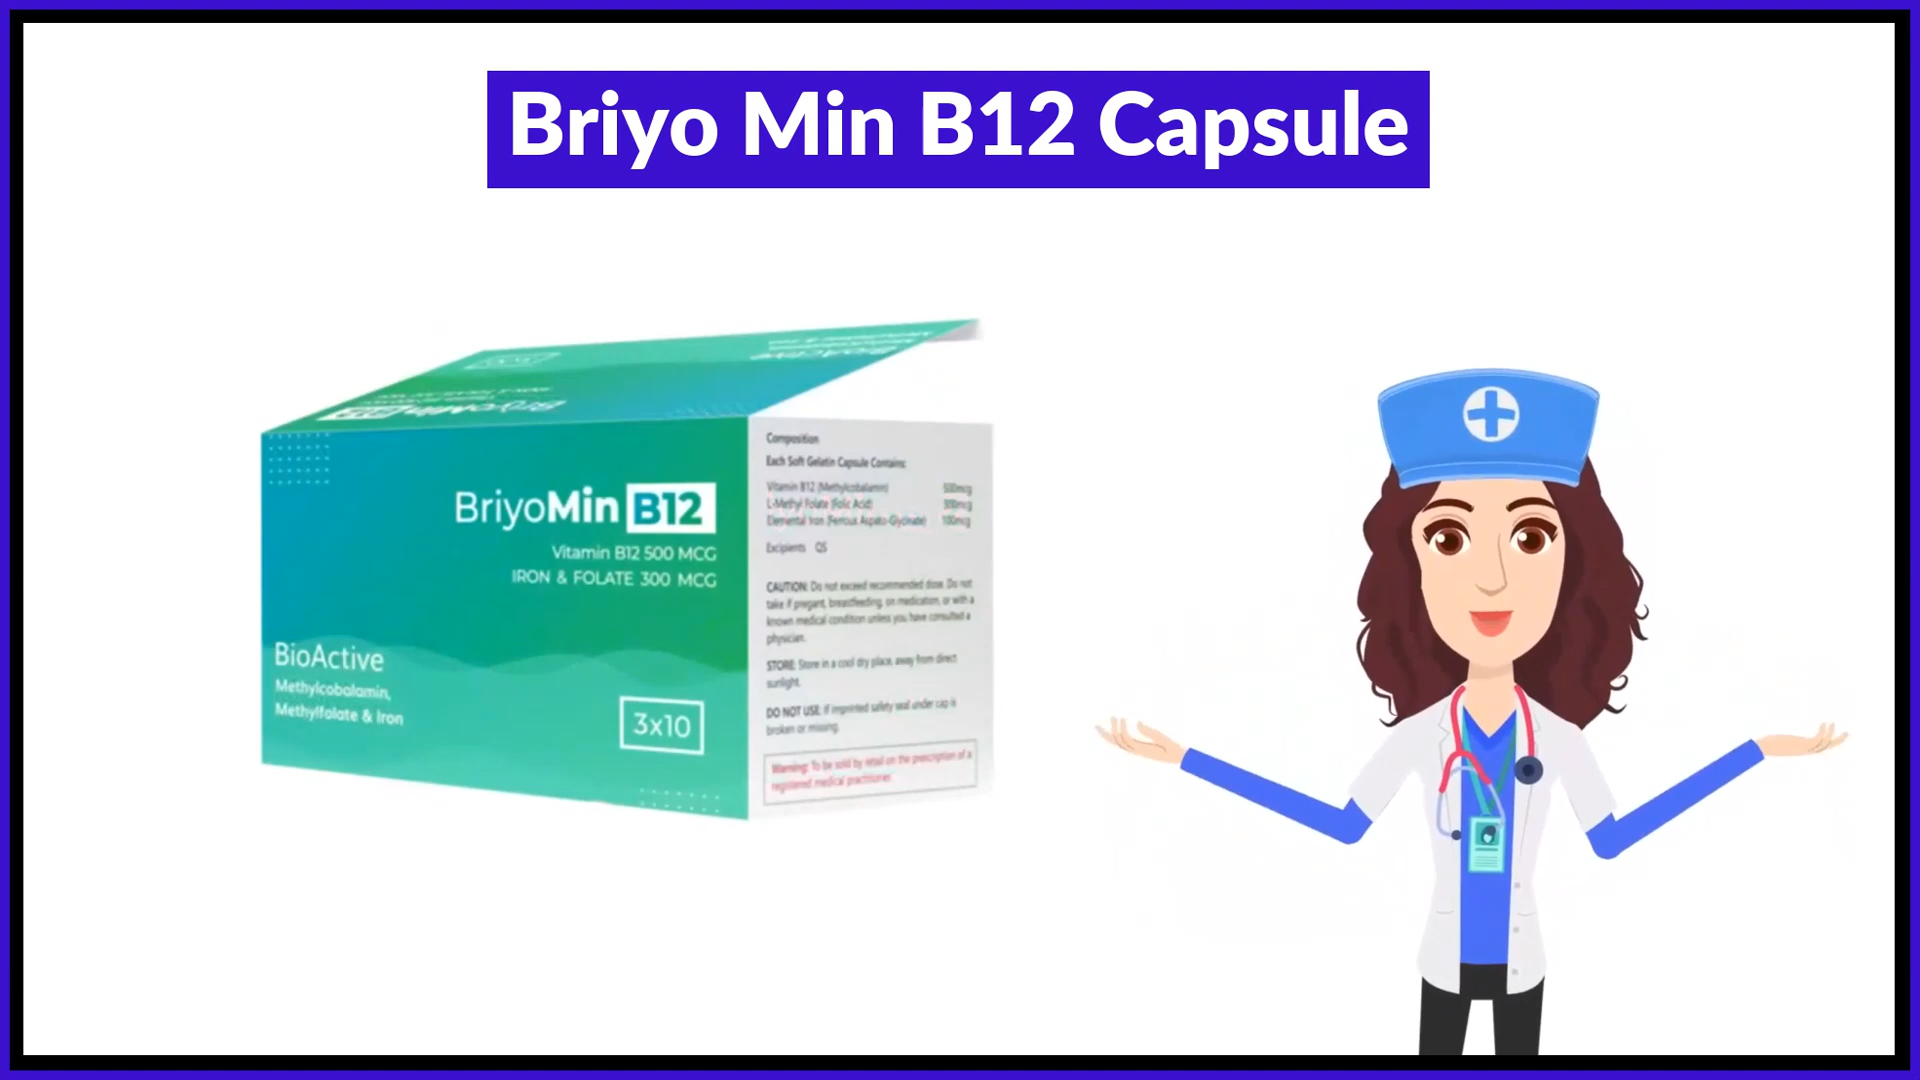 Briyo Min B12 Capsule
BriyoMin B12
Vitamin B12 500 MCG
IRON & FOLATE 300 MCG
BioActive
Methylcobalamin,
Methylfolate & Iron
3x10
Composition
Each Soft Gelatin Capsule Contains:
Vitamin B12 (Methylcobalamin) 500mcg
L-Methyl Folate (Folic Acid) 300mcg
Elemental Iron (Ferrous Aspato-Glycinate) 100mcg
Excipients QS
CAUTION: Do not exceed recommended dose. Do not
take if pregant, breastfeeding, on medication, or with a
known medical condition unless you have consulted a
physician.
STORE: Store in a cool dry place, away from direct
sunlight.
DO NOT USE: if imprinted safety seal under cap is
broken or missing.
Warning: To be sold by retail on the prescription of a
registered medical practitioner.